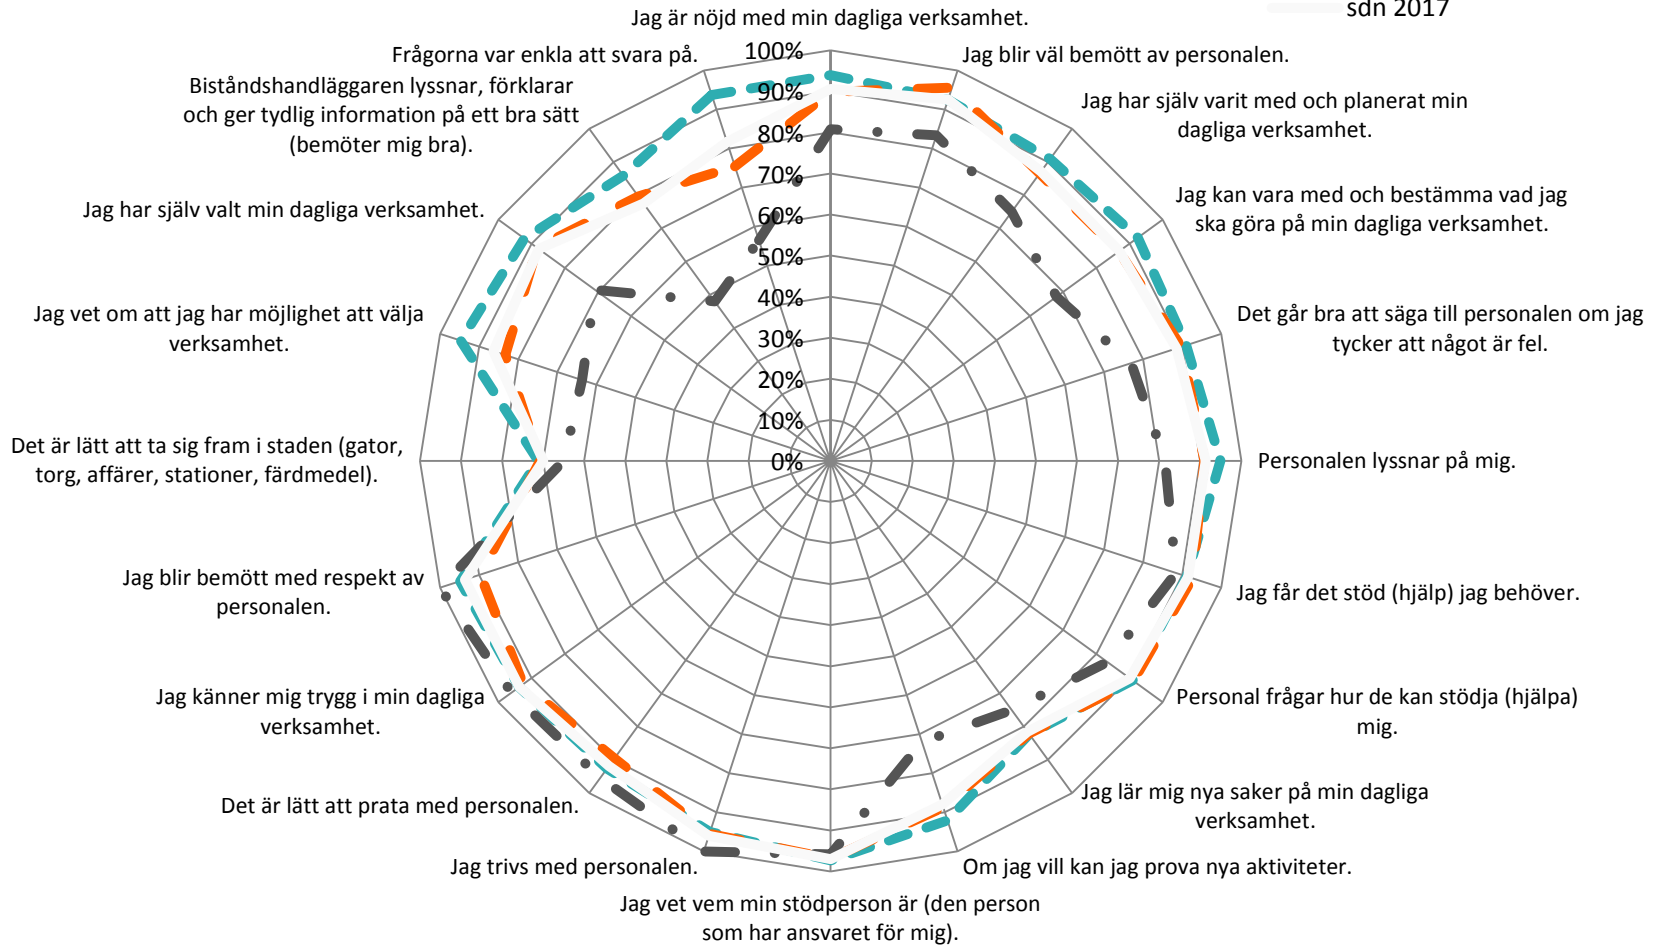 sdn 2017
Jag är nöjd med min dagliga verksamhet.
Jag blir väl bemött av personalen.
Jag har själv varit med och planerat min
dagliga verksamhet.
Jag kan vara med och bestämma vad jag
ska göra på min dagliga verksamhet.
Det går bra att säga till personalen om jag
tycker att något är fel.
Personalen lyssnar på mig.
Jag får det stöd (hjälp) jag behöver.
Personal frågar hur de kan stödja (hjälpa)
mig.
Jag lär mig nya saker på min dagliga
verksamhet.
Om jag vill kan jag prova nya aktiviteter.
Jag vet vem min stödperson är (den person
som har ansvaret för mig).
Jag trivs med personalen.
Det är lätt att prata med personalen.
Jag känner mig trygg i min dagliga
verksamhet.
Jag blir bemött med respekt av
personalen.
Det är lätt att ta sig fram i staden (gator,
torg, affärer, stationer, färdmedel).
Jag vet om att jag har möjlighet att välja
verksamhet.
Jag har själv valt min dagliga verksamhet.
Biståndshandläggaren lyssnar, förklarar
och ger tydlig information på ett bra sätt
(bemöter mig bra).
Frågorna var enkla att svara på.
100%
90%
80%
70%
60%
50%
40%
30%
20%
10%
0%